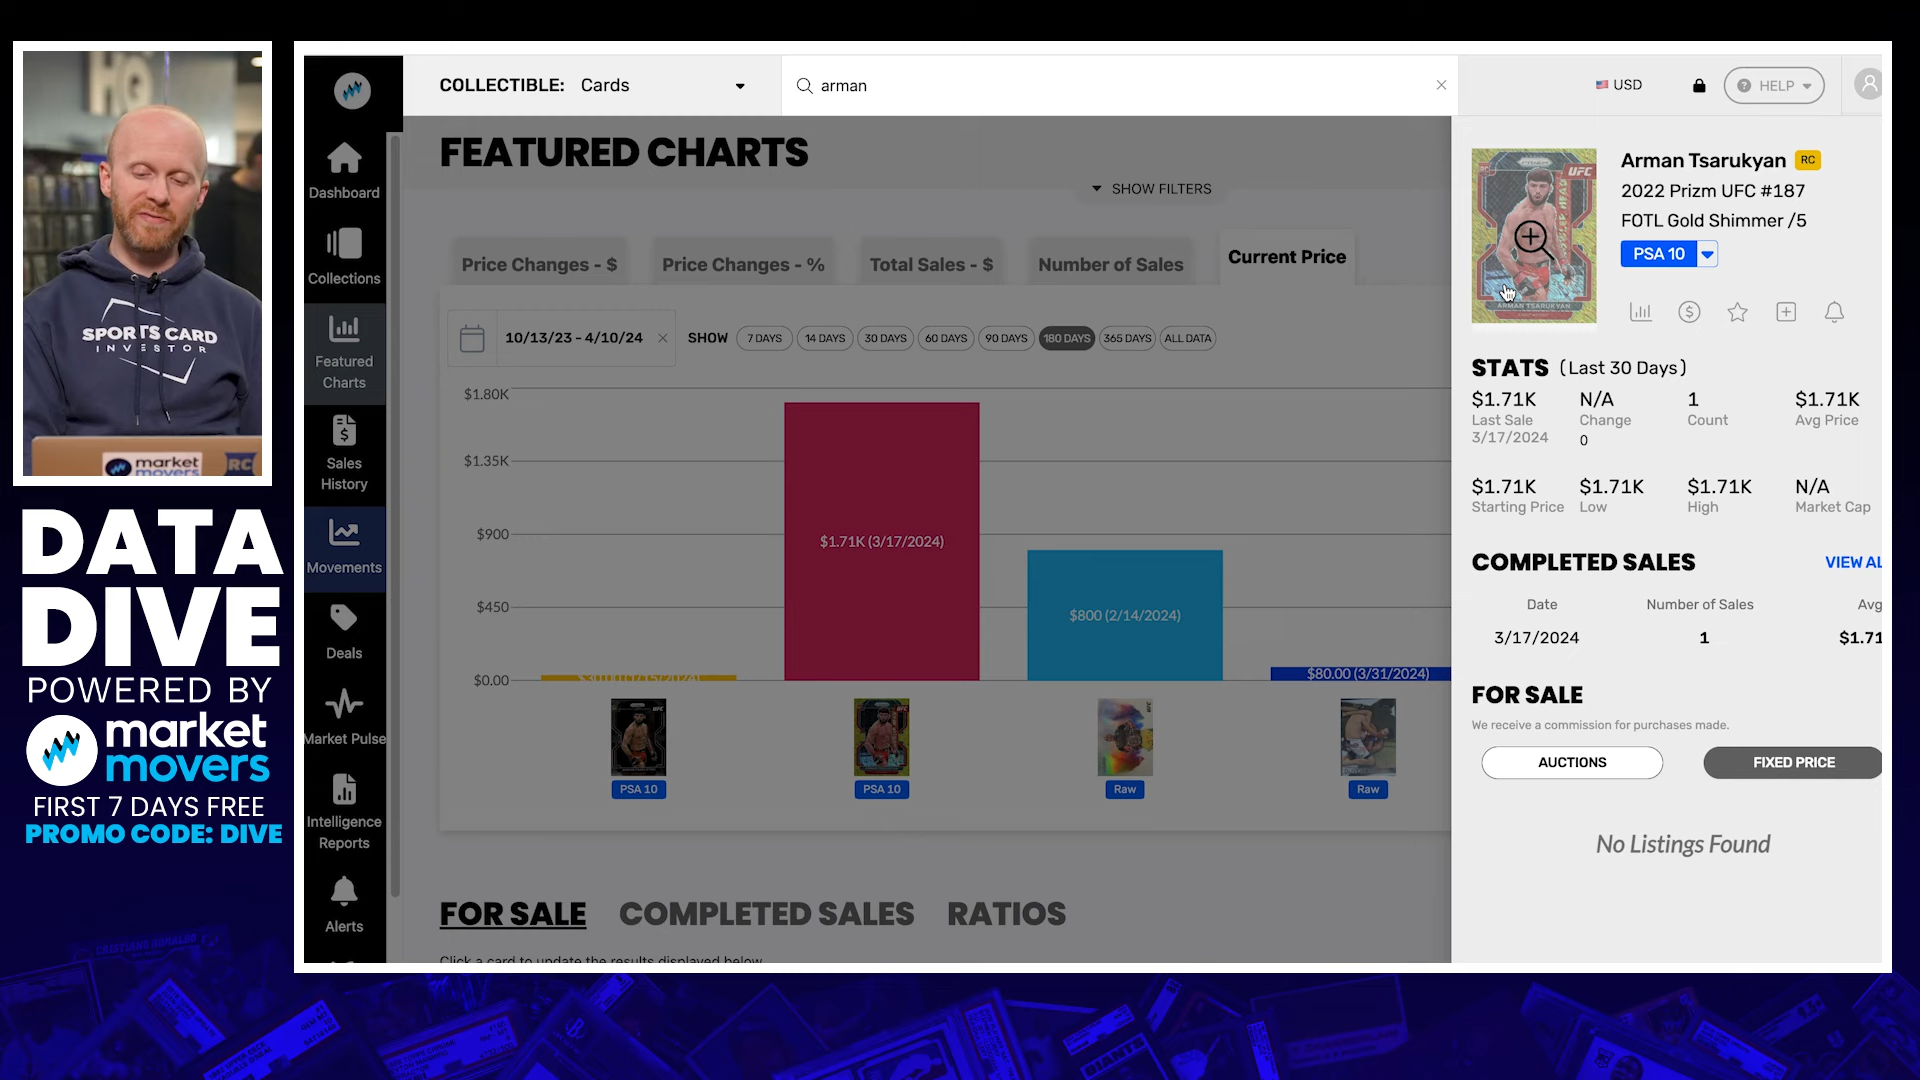 HQ
SPORTS CARD
INVESTOR
market
movers
RC
DATA
DIVE
POWERED BY
market
movers
FIRST 7 DAYS FREE
PROMO CODE: DIVE
COLLECTIBLE: Cards
arman
USD
HELP
Dashboard
Collections
Featured
Charts
Sales
History
Movements
Deals
Market Pulse
Intelligence
Reports
Alerts
FEATURED CHARTS
SHOW FILTERS
Price Changes - $
Price Changes - %
Total Sales - $
Number of Sales
Current Price
10/13/23 - 4/10/24
SHOW
7 DAYS
14 DAYS
30 DAYS
60 DAYS
90 DAYS
180 DAYS
365 DAYS
ALL DATA
$1.80K
$1.35K
$900
$450
$0.00
$1.71K (3/17/2024)
$800 (2/14/2024)
$80.00 (3/31/2024)
PSA 10
PSA 10
Raw
Raw
FOR SALE
COMPLETED SALES
RATIOS
Click a card to update the results displayed below
UFC
ARMAN TSARUKYAN
Arman Tsarukyan RC
2022 Prizm UFC #187
FOTL Gold Shimmer /5
PSA 10
STATS (Last 30 Days)
$1.71K N/A 1 $1.71K
Last Sale Change Count Avg Price
3/17/2024 0
$1.71K $1.71K $1.71K N/A
Starting Price Low High Market Cap
COMPLETED SALES
VIEW AL
Date Number of Sales Avg
3/17/2024 1 $1.71
FOR SALE
We receive a commission for purchases made.
AUCTIONS
FIXED PRICE
No Listings Found
CRISTIANO RONALDO
GIANTS